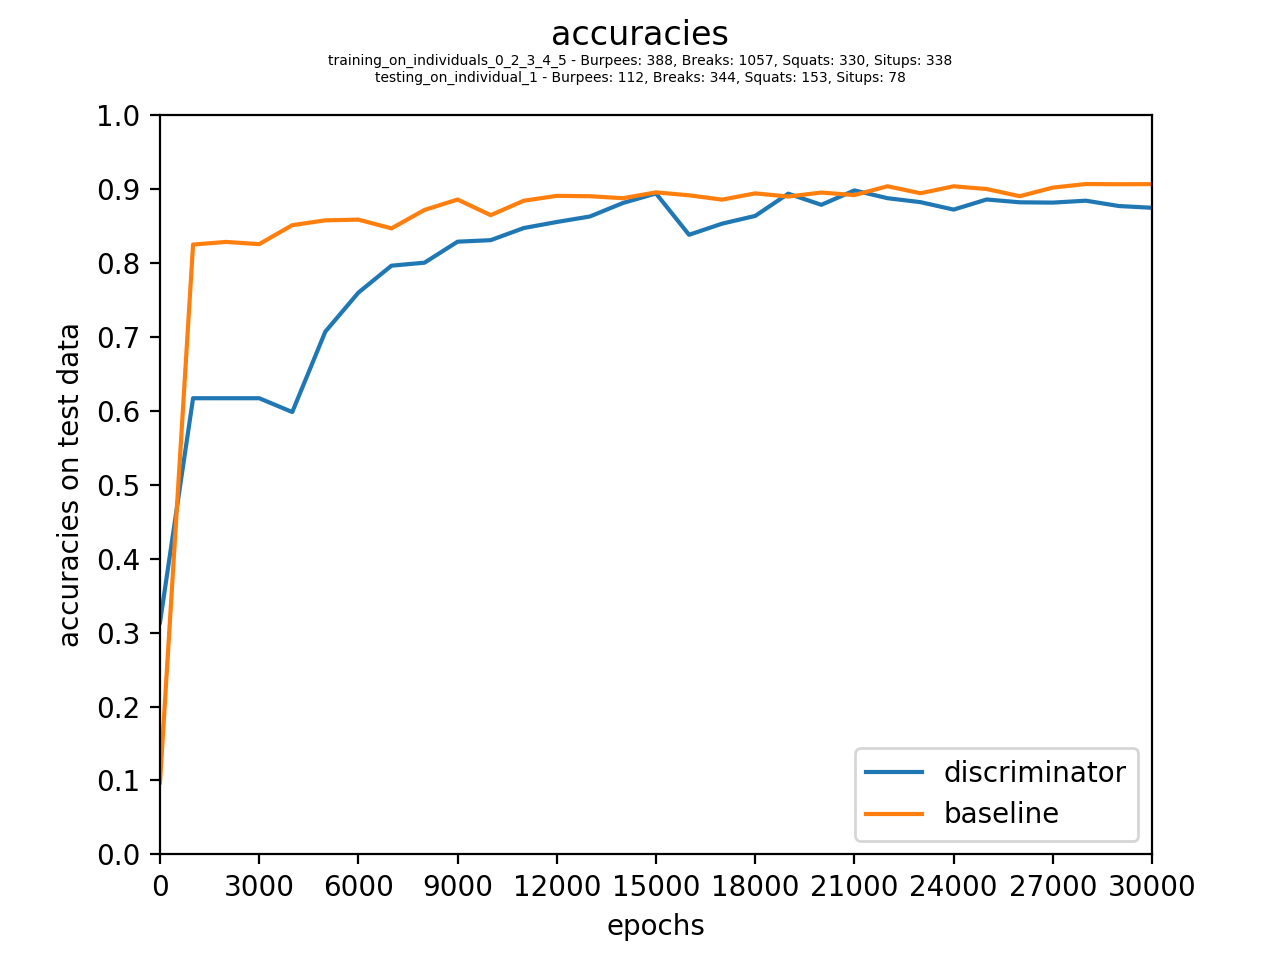 accuracies
training_on_individuals_0_2_3_4_5 - Burpees: 388, Breaks: 1057, Squats: 330, Situps: 338
testing_on_individual_1 - Burpees: 112, Breaks: 344, Squats: 153, Situps: 78
1.0
0.9
0.8
0.7
0.6
0.5
0.4
0.3
0.2
0.1
0.0
accuracies on test data
discriminator
baseline
0 3000 6000 9000 12000 15000 18000 21000 24000 27000 30000
epochs